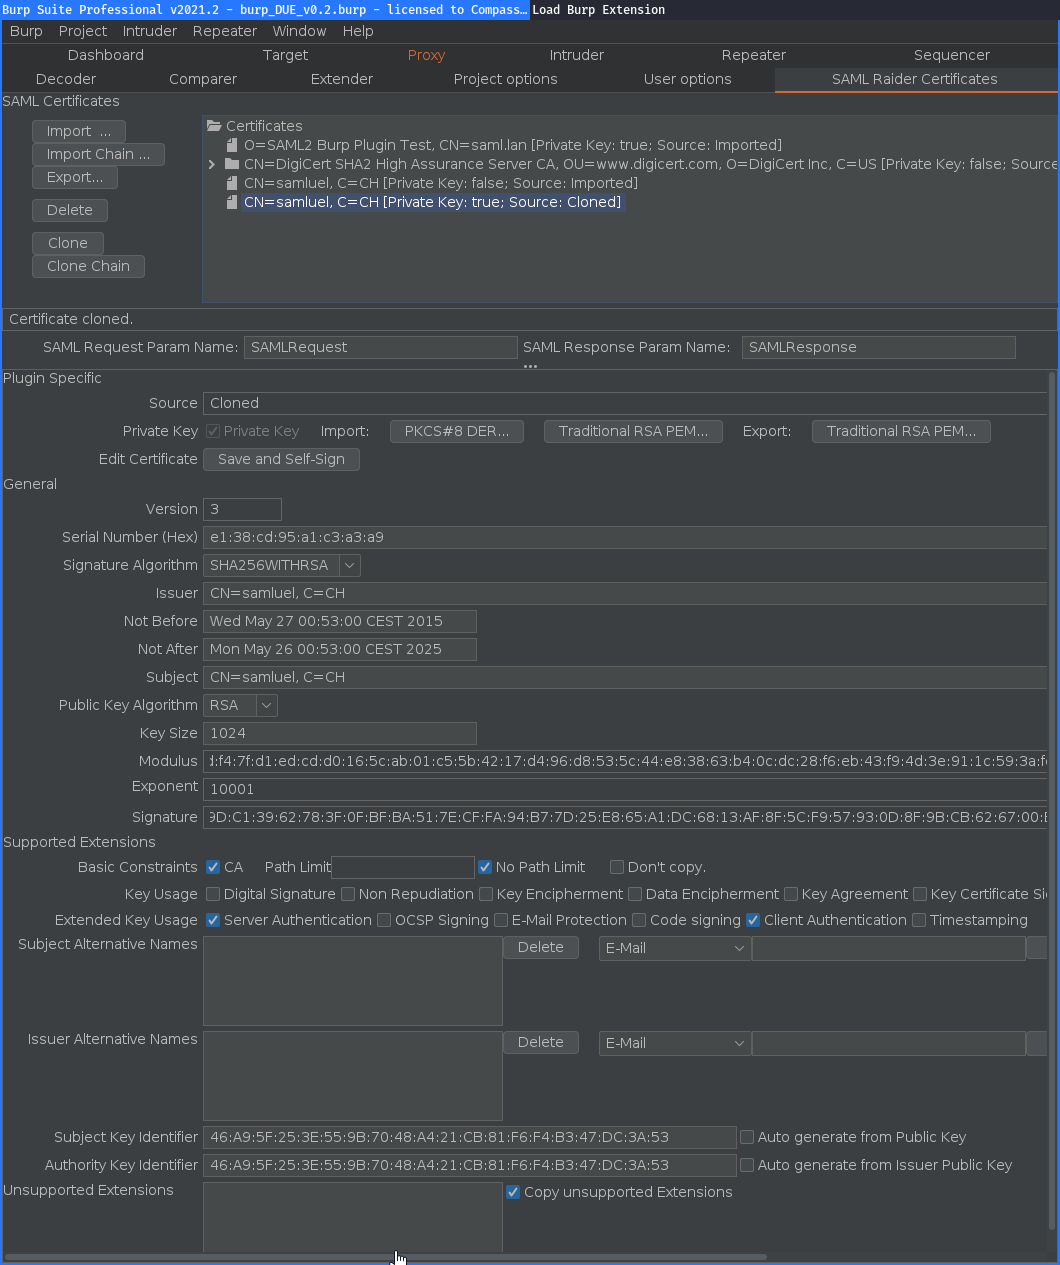 Burp Suite Professional v2021.2 - burp_DUE_v0.2.burp - licensed to Compass… Load Burp Extension
Burp Project Intruder Repeater Window Help
Dashboard Target Proxy Intruder Repeater Sequencer
Decoder Comparer Extender Project options User options SAML Raider Certificates
SAML Certificates
Import ...
Import Chain ...
Export...
Delete
Clone
Clone Chain
Certificates
O=SAML2 Burp Plugin Test, CN=saml.lan [Private Key: true; Source: Imported]
CN=DigiCert SHA2 High Assurance Server CA, OU=www.digicert.com, O=DigiCert Inc, C=US [Private Key: false; Source
CN=samluel, C=CH [Private Key: false; Source: Imported]
CN=samluel, C=CH [Private Key: true; Source: Cloned]
Certificate cloned.
SAML Request Param Name: SAMLRequest SAML Response Param Name: SAMLResponse
Plugin Specific
Source Cloned
Private Key Private Key Import: PKCS#8 DER... Traditional RSA PEM... Export: Traditional RSA PEM...
Edit Certificate Save and Self-Sign
General
Version 3
Serial Number (Hex) e1:38:cd:95:a1:c3:a3:a9
Signature Algorithm SHA256WITHRSA
Issuer CN=samluel, C=CH
Not Before Wed May 27 00:53:00 CEST 2015
Not After Mon May 26 00:53:00 CEST 2025
Subject CN=samluel, C=CH
Public Key Algorithm RSA
Key Size 1024
Modulus :f4:7f:d1:ed:cd:d0:16:5c:ab:01:c5:5b:42:17:d4:96:d8:53:5c:44:e8:38:63:b4:0c:dc:28:f6:eb:43:f9:4d:3e:91:1c:59:3a:f
Exponent 10001
Signature 9D:C1:39:62:78:3F:0F:BF:BA:51:7E:CF:FA:94:B7:7D:25:E8:65:A1:DC:68:13:AF:8F:5C:F9:57:93:0D:8F:9B:CB:62:67:00:
Supported Extensions
Basic Constraints CA Path Limit No Path Limit Don't copy.
Key Usage Digital Signature Non Repudiation Key Encipherment Data Encipherment Key Agreement Key Certificate Si
Extended Key Usage Server Authentication OCSP Signing E-Mail Protection Code signing Client Authentication Timestamping
Subject Alternative Names Delete E-Mail
Issuer Alternative Names Delete E-Mail
Subject Key Identifier 46:A9:5F:25:3E:55:9B:70:48:A4:21:CB:81:F6:F4:B3:47:DC:3A:53 Auto generate from Public Key
Authority Key Identifier 46:A9:5F:25:3E:55:9B:70:48:A4:21:CB:81:F6:F4:B3:47:DC:3A:53 Auto generate from Issuer Public Key
Unsupported Extensions Copy unsupported Extensions